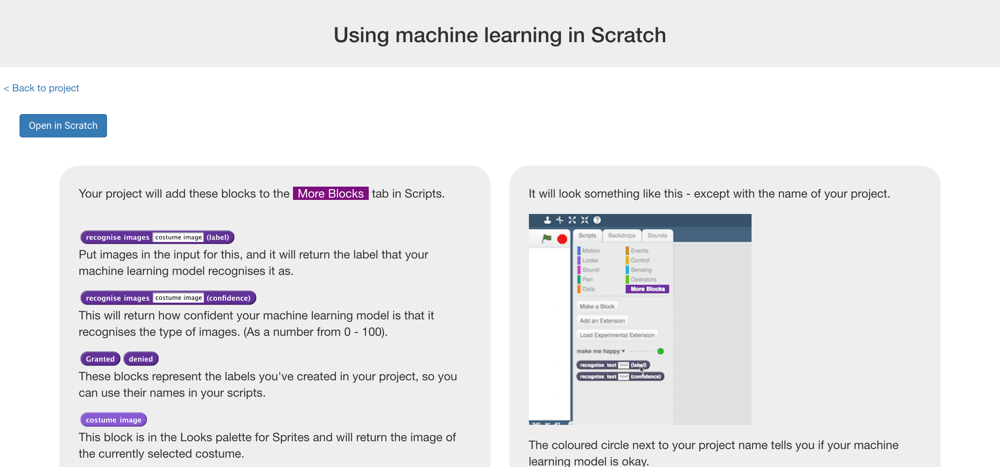 Using machine learning in Scratch
< Back to project
Open in Scratch
Your project will add these blocks to the More Blocks tab in Scripts.
recognise images costume image (label)
Put images in the input for this, and it will return the label that your
machine learning model recognises it as.
recognise images costume image (confidence)
This will return how confident your machine learning model is that it
recognises the type of images. (As a number from 0 - 100).
Granted denied
These blocks represent the labels you've created in your project, so you
can use their names in your scripts.
costume image
This block is in the Looks palette for Sprites and will return the image of
the currently selected costume.
It will look something like this - except with the name of your project.
Scripts Backdrops Sounds
Motion Events
Looks Control
Sound Sensing
Pen Operators
Data More Blocks
Make a Block
Add an Extension
Load Experimental Extension
make me happy ▾
recognise text text (label)
recognise text text (confidence)
The coloured circle next to your project name tells you if your machine
learning model is okay.